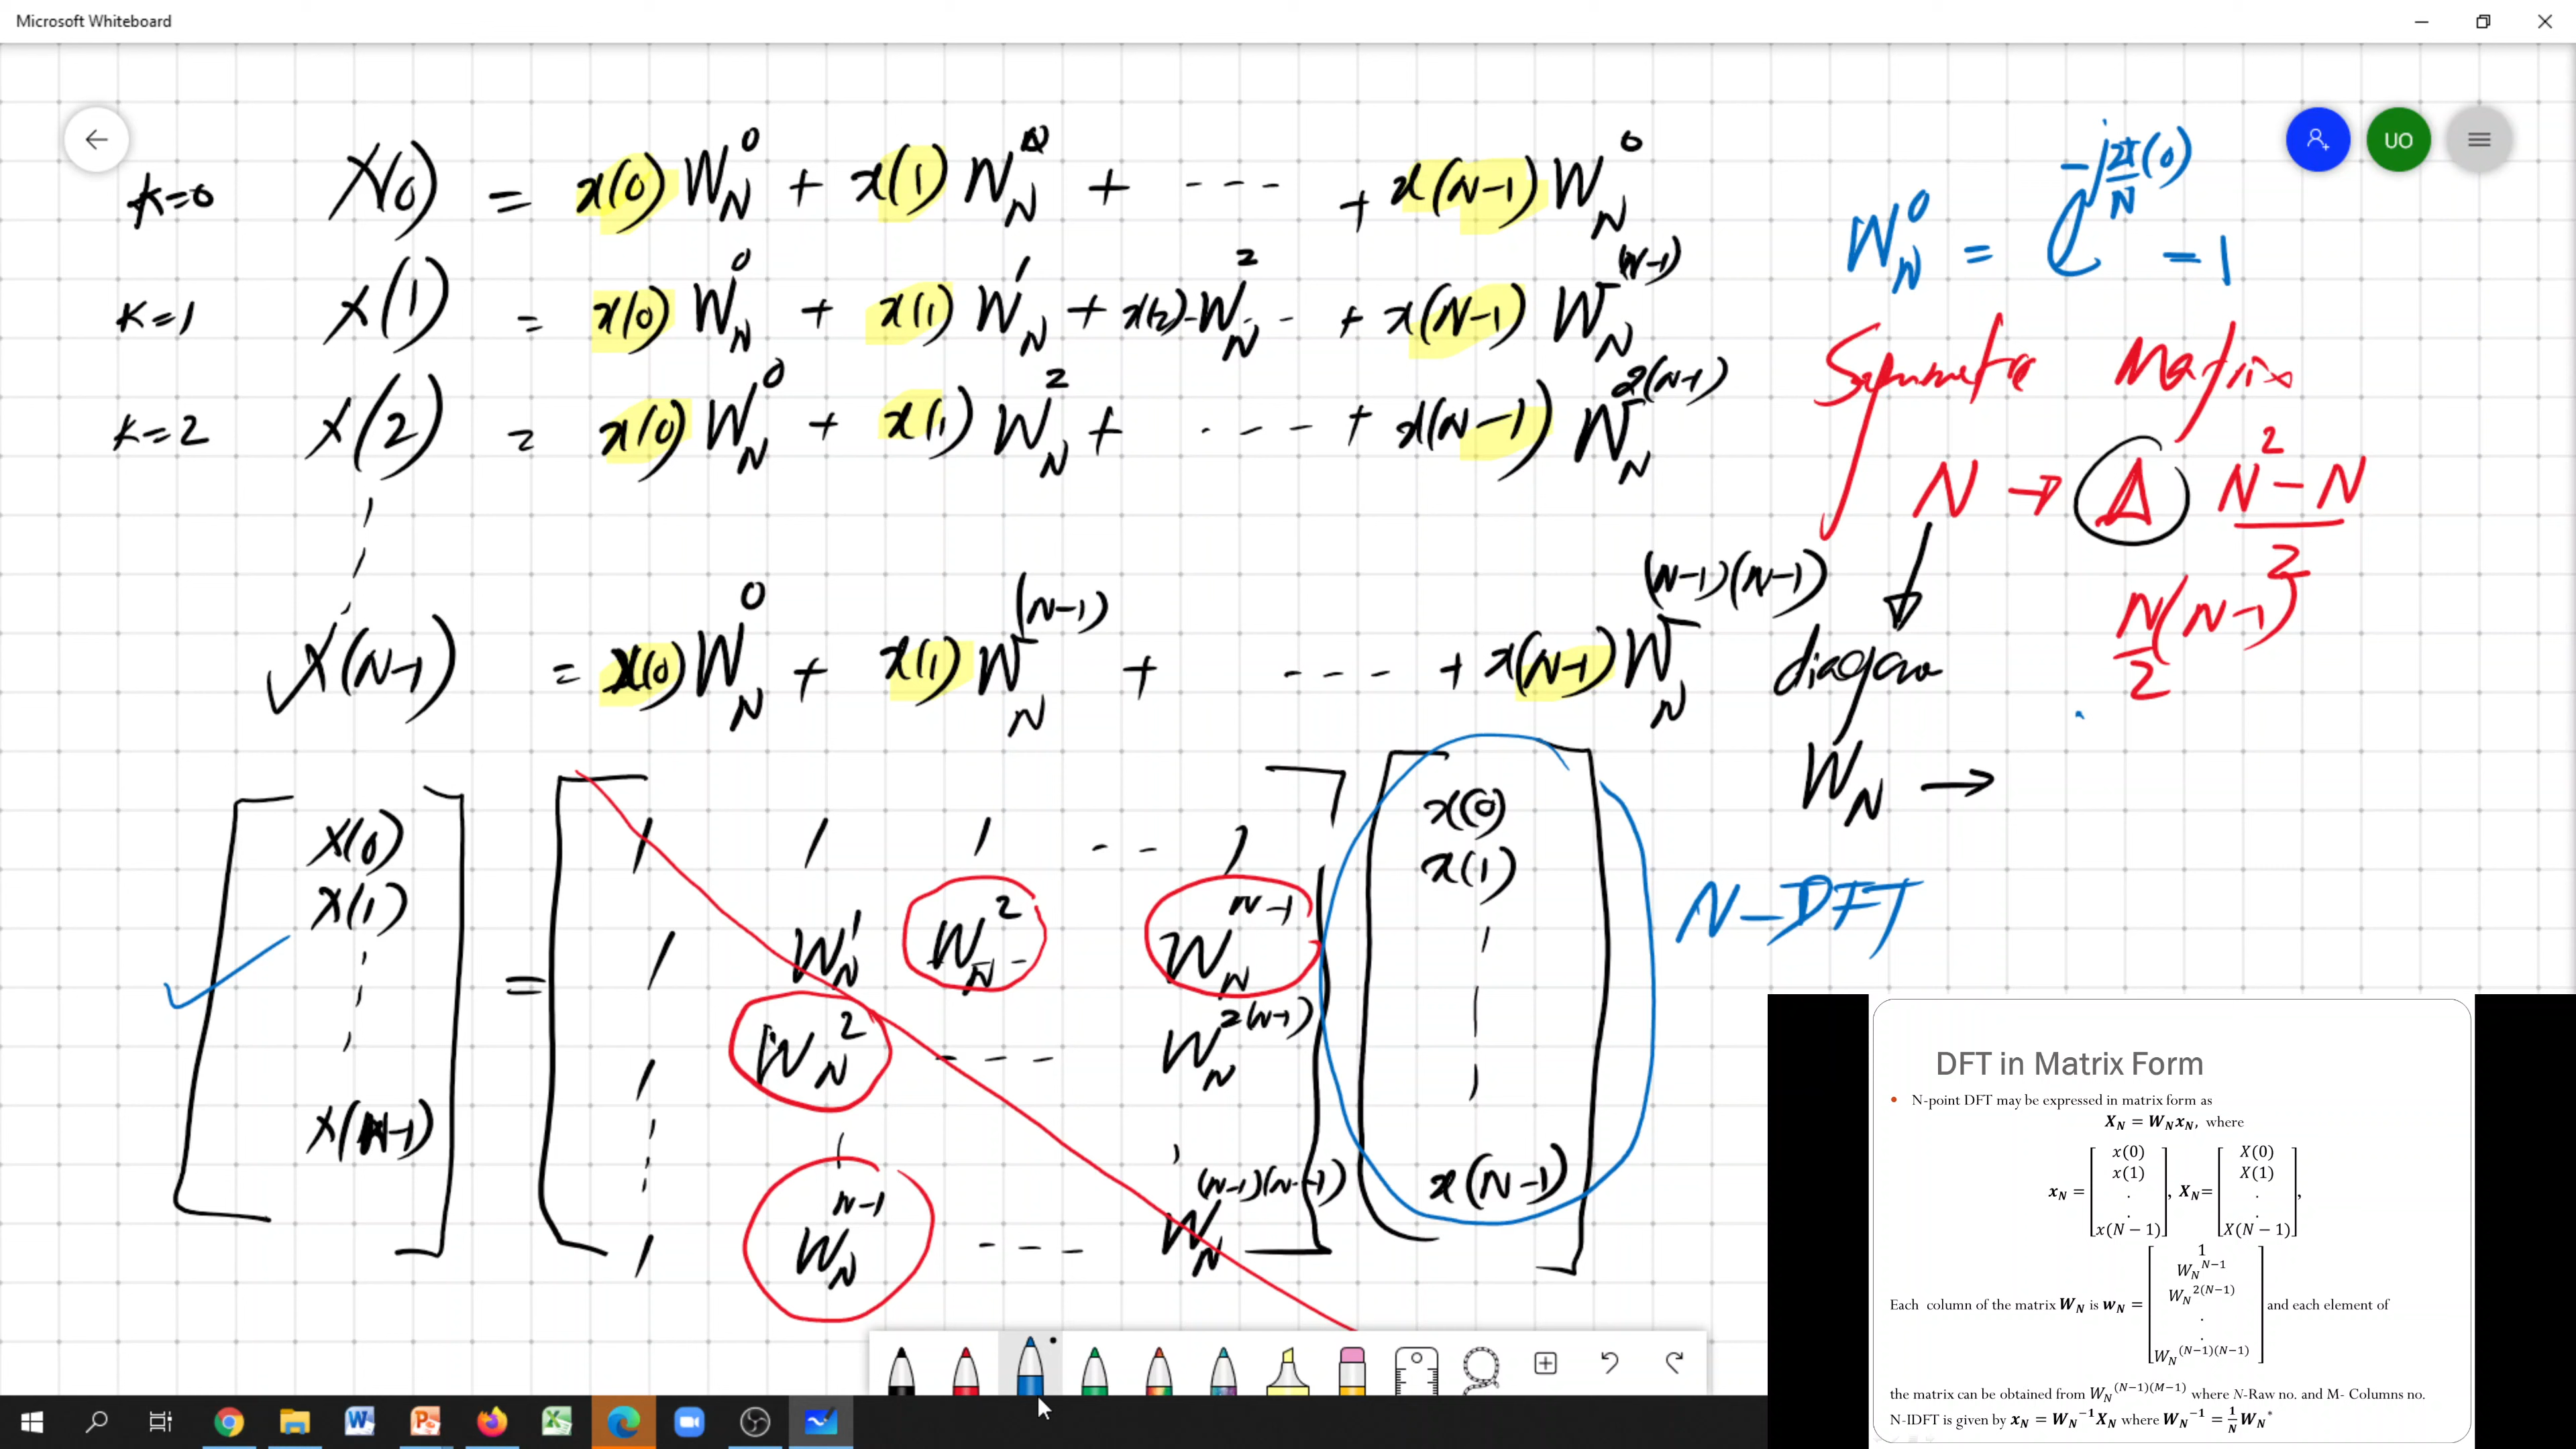 Microsoft Whiteboard
UO
K=0 X(0) = x(0) W_N^0 + x(1) W_N^0 + --- + x(N-1) W_N^0
K=1 X(1) = x(0) W_N^0 + x(1) W_N^1 + x(2) W_N^2 -- + x(N-1) W_N^(N-1)
K=2 X(2) = x(0) W_N^0 + x(1) W_N^2 + ---- + x(N-1) W_N^2(N-1)
X(N-1) = x(0) W_N^0 + x(1) W_N^(N-1) + ---- + x(N-1) W_N^(N-1)(N-1)
W_N^0 = e^-j2π/N(0) = 1
Symmetric Matrix
N → Δ N^2 - N / 2
N/2 (N-1)
W_N →
N-DFT
X(0)
X(1)
X(N-1)
=
1 1 1 -- 1
1 W_N^1 W_N^2 - W_N^N-1
1 W_N^2 --- W_N^2(N-1)
1 W_N^N-1 --- W_N^(N-1)(N-1)
x(0)
x(1)
x(N-1)
DFT in Matrix Form
• N-point DFT may be expressed in matrix form as
X_N = W_N x_N, where
x_N = [x(0) x(1) . . x(N − 1)], X_N = [X(0) X(1) . . X(N − 1)],
Each column of the matrix W_N is w_N = [1 W_N^N−1 W_N^2(N−1) . . W_N^(N−1)(N−1)] and each element of
the matrix can be obtained from W_N^(N−1)(M−1) where N-Raw no. and M- Columns no.
N-IDFT is given by x_N = W_N^−1 X_N where W_N^−1 = 1/N W_N^*